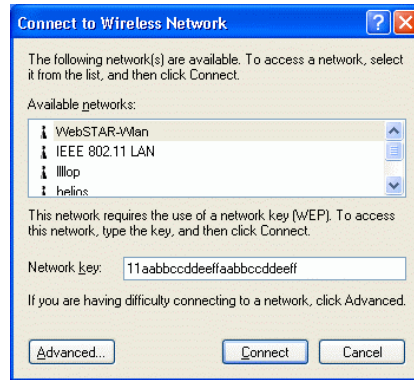 Connect to Wireless Network
The following network(s) are available. To access a network, select
it from the list, and then click Connect.
Available networks:
WebSTAR-Wlan
IEEE 802.11 LAN
llllop
helios
This network requires the use of a network key (WEP). To access
this network, type the key, and then click Connect.
Network key: 11aabbccddeeffaabbccddeeff
If you are having difficulty connecting to a network, click Advanced.
Advanced... Connect Cancel